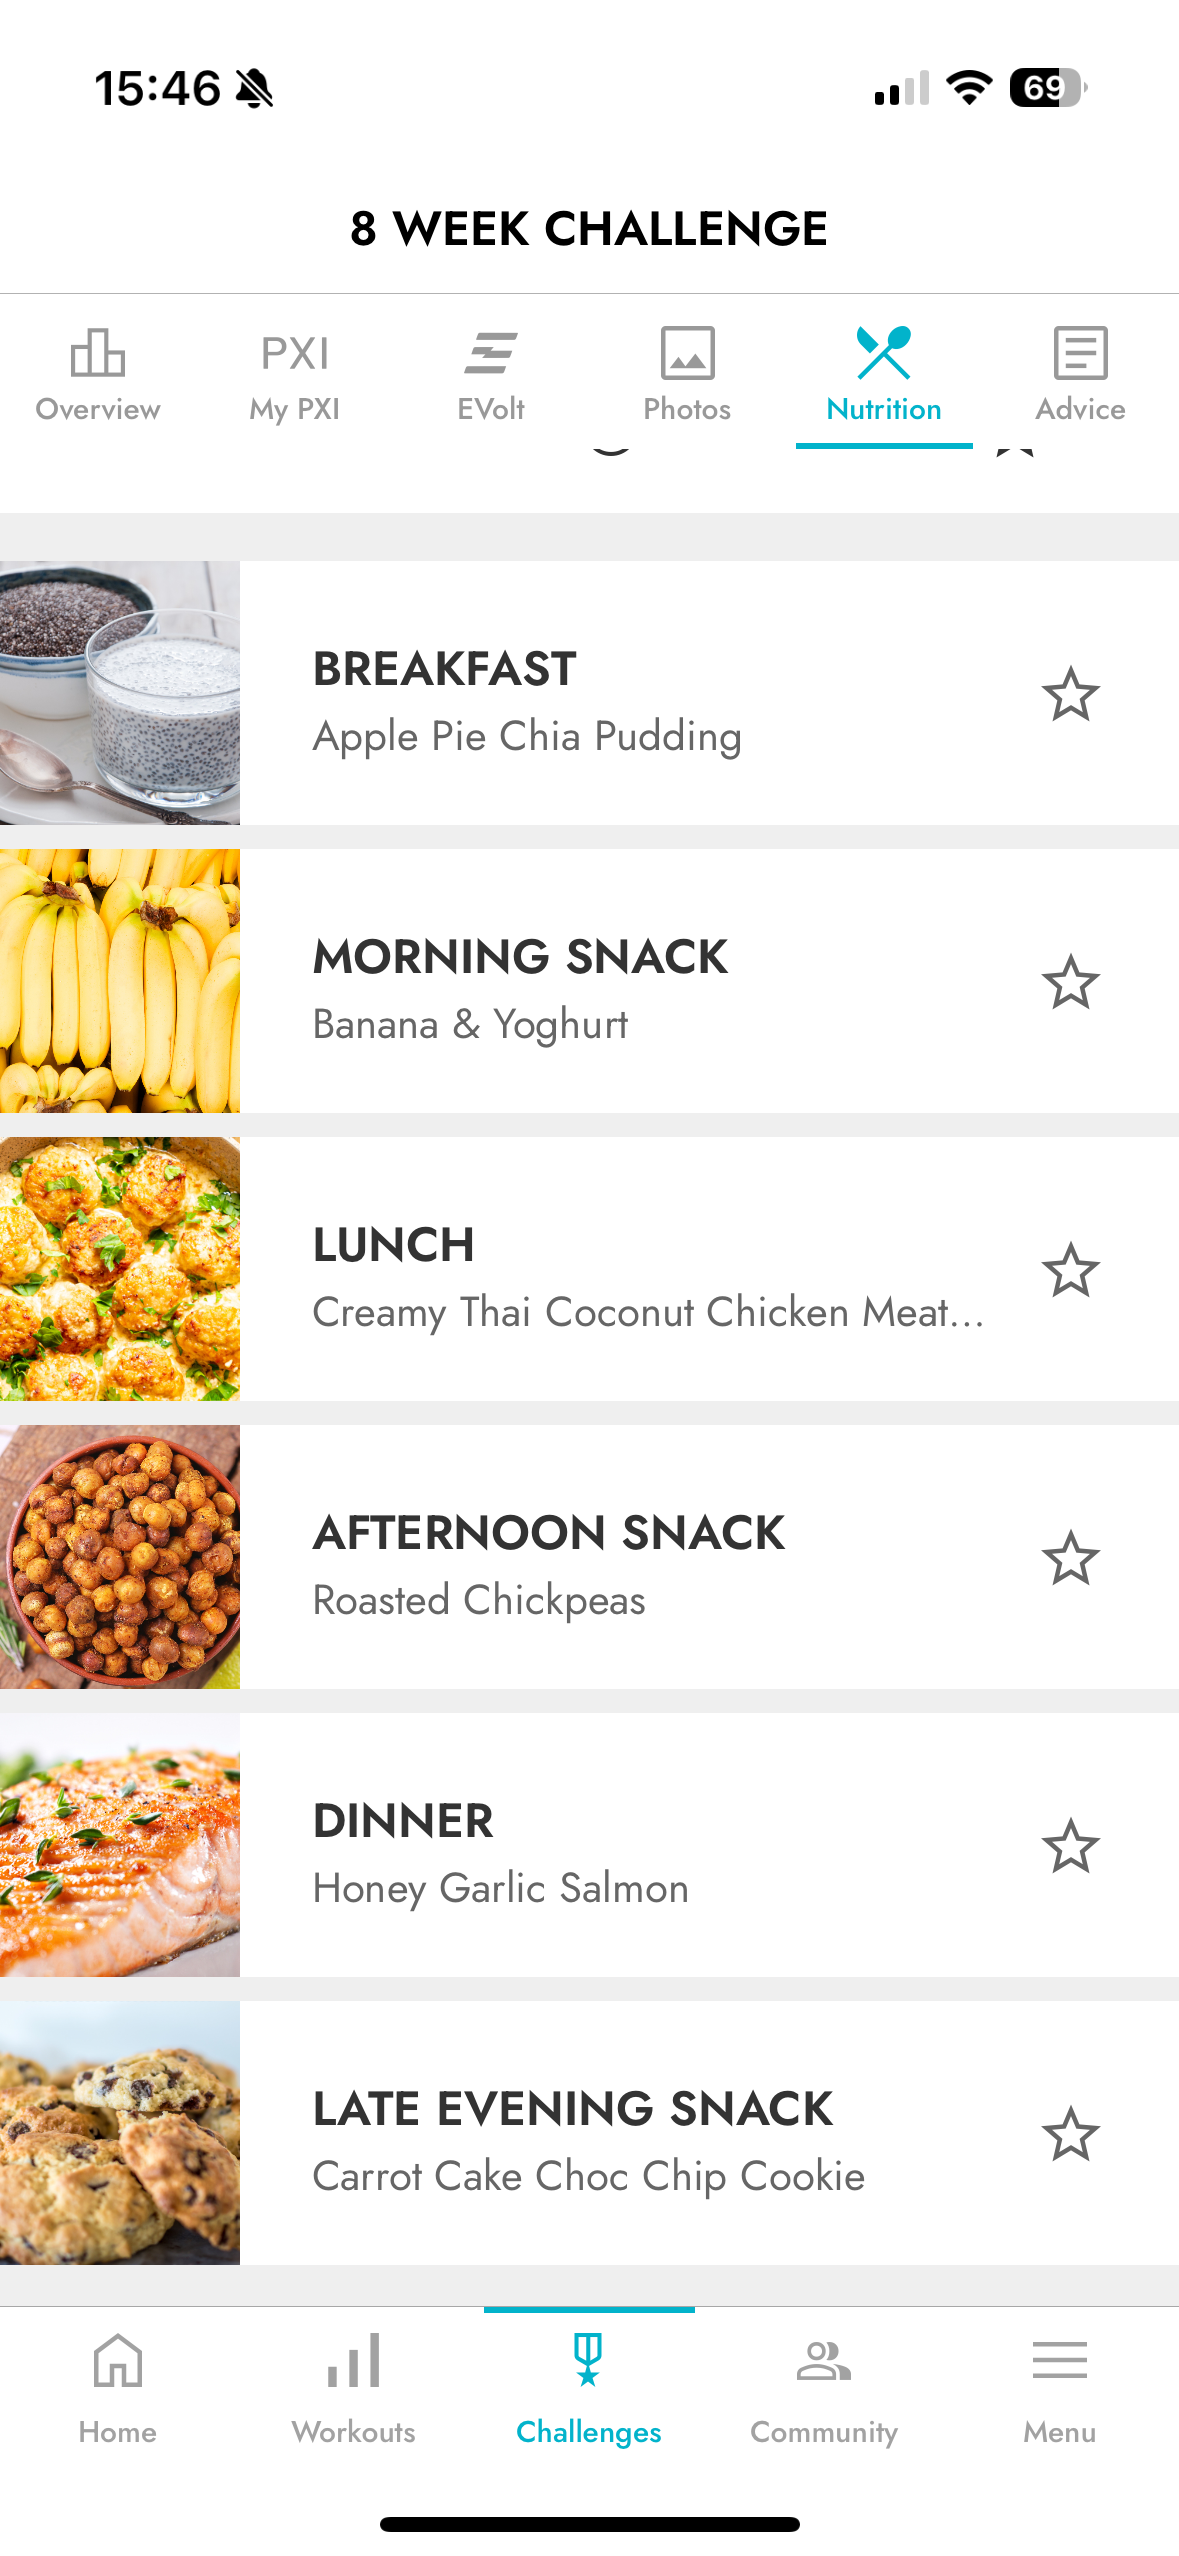 15:46
69
8 WEEK CHALLENGE
PXI
Overview My PXI EVolt Photos Nutrition Advice
BREAKFAST
Apple Pie Chia Pudding
MORNING SNACK
Banana & Yoghurt
LUNCH
Creamy Thai Coconut Chicken Meat...
AFTERNOON SNACK
Roasted Chickpeas
DINNER
Honey Garlic Salmon
LATE EVENING SNACK
Carrot Cake Choc Chip Cookie
Home Workouts Challenges Community Menu